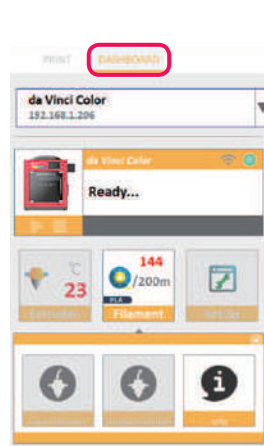 PRINT DASHBOARD
da Vinci Color
192.168.1.206
da Vinci Color
Ready...
°C
23
144
/200m
PLA
Extruder Filament
Info